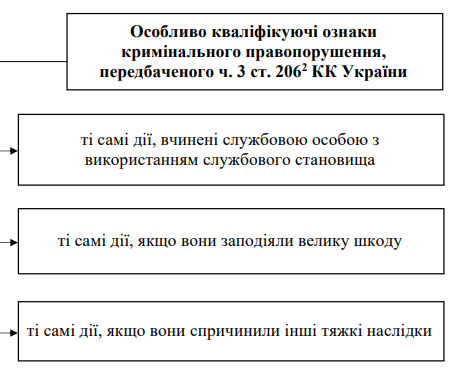 Особливо кваліфікуючі ознаки
кримінального правопорушення,
передбаченого ч. 3 ст. 206² КК України
ті самі дії, вчинені службовою особою з
використанням службового становища
ті самі дії, якщо вони заподіяли велику шкоду
ті самі дії, якщо вони спричинили інші тяжкі наслідки